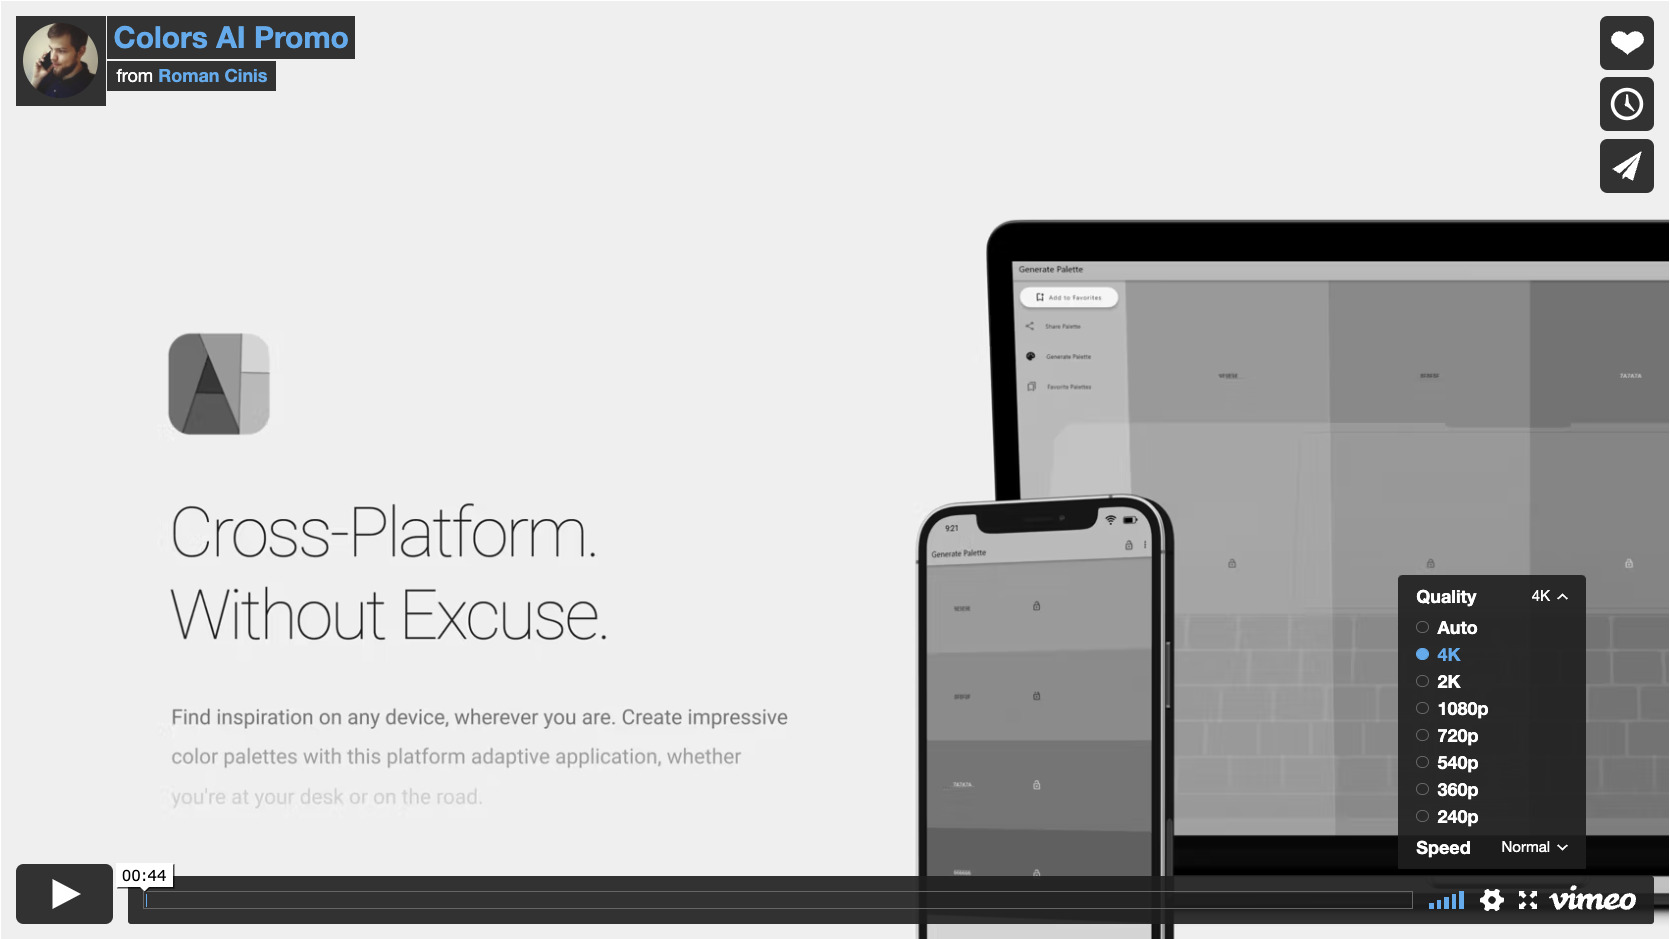 Colors AI Promo
from Roman Cinis
Generate Palette
Add to Favorites
Share Palette
Generate Palette
Favorite Palettes
7A7A7A
Cross-Platform.
Without Excuse.
Find inspiration on any device, wherever you are. Create impressive
color palettes with this platform adaptive application, whether
you're at your desk or on the road.
9:21
Generate Palette
7A7A7A
Quality 4K
Auto
4K
2K
1080p
720p
540p
360p
240p
Speed Normal
00:44
vimeo